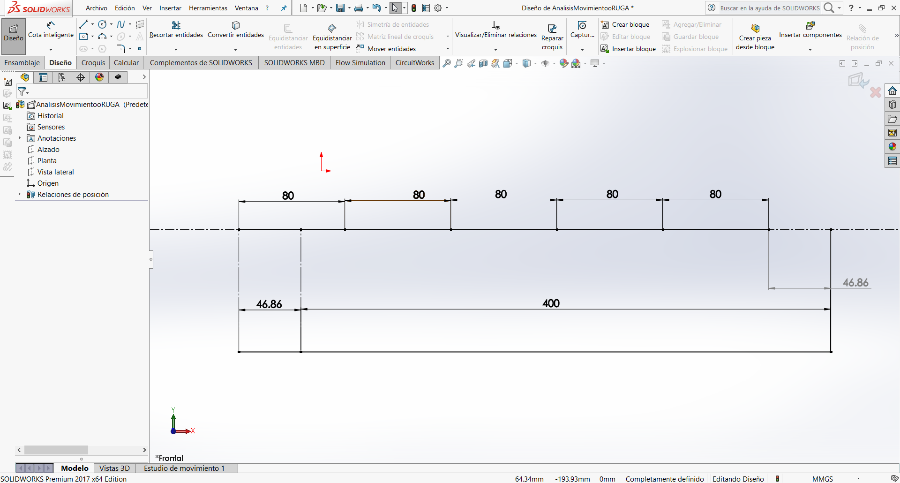 SOLIDWORKS
Archivo Edición Ver Insertar Herramientas Ventana ?
Diseño de AnalisisMovimientooRUGA *
Buscar en la ayuda de SOLIDWORKS
Diseño
Cota inteligente
Recortar entidades
Convertir entidades
Equidistanciar entidades
Equidistanciar en superficie
Simetría de entidades
Matriz lineal de croquis
Mover entidades
Visualizar/Eliminar relaciones
Reparar croquis
Captur...
Crear bloque
Editar bloque
Insertar bloque
Agregar/Eliminar
Guardar bloque
Explosionar bloque
Crear pieza desde bloque
Insertar componentes
Relación de posición
Ensamblaje Diseño Croquis Calcular Complementos de SOLIDWORKS SOLIDWORKS MBD Flow Simulation CircuitWorks
AnalisisMovimientooRUGA (Predete
Historial
Sensores
Anotaciones
Alzado
Planta
Vista lateral
Origen
Relaciones de posición
80 80 80 80 80
46.86
46.86 400
Y
X
*Frontal
Modelo Vistas 3D Estudio de movimiento 1
SOLIDWORKS Premium 2017 x64 Edition 64.34mm -193.93mm 0mm Completamente definido Editando Diseño MMGS